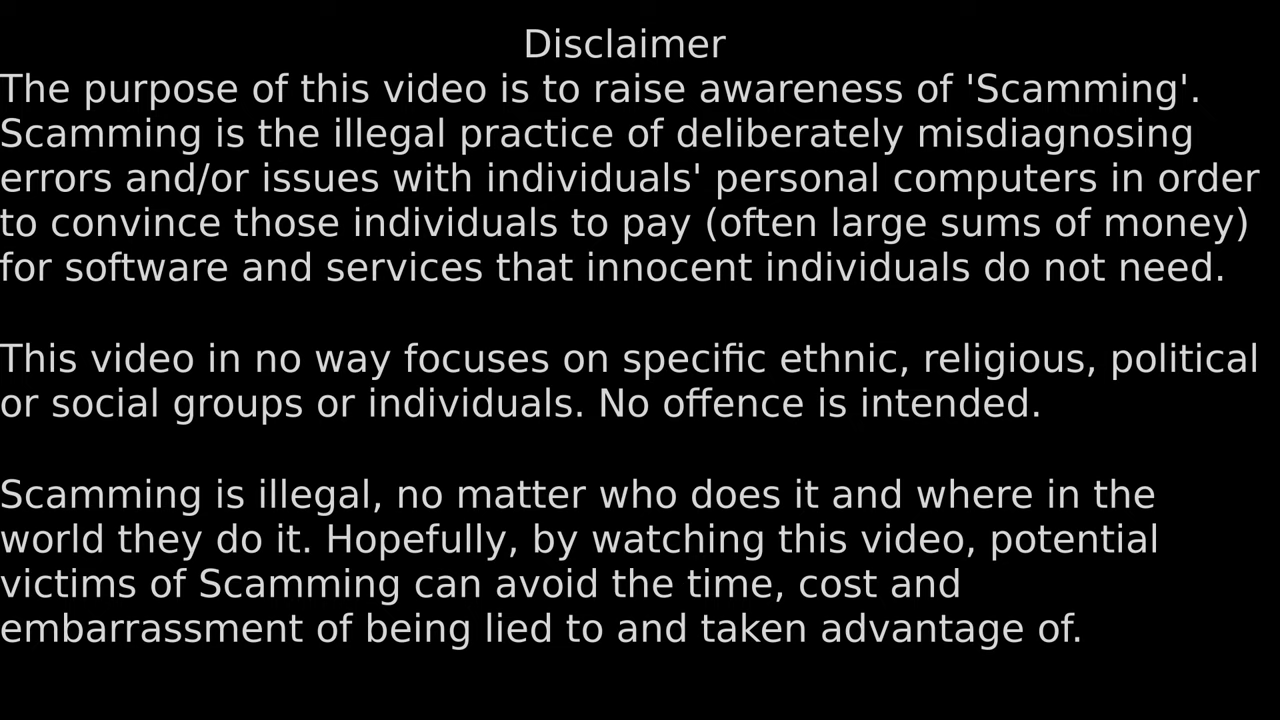 Disclaimer
The purpose of this video is to raise awareness of 'Scamming'.
Scamming is the illegal practice of deliberately misdiagnosing
errors and/or issues with individuals' personal computers in order
to convince those individuals to pay (often large sums of money)
for software and services that innocent individuals do not need.
This video in no way focuses on specific ethnic, religious, political
or social groups or individuals. No offence is intended.
Scamming is illegal, no matter who does it and where in the
world they do it. Hopefully, by watching this video, potential
victims of Scamming can avoid the time, cost and
embarrassment of being lied to and taken advantage of.